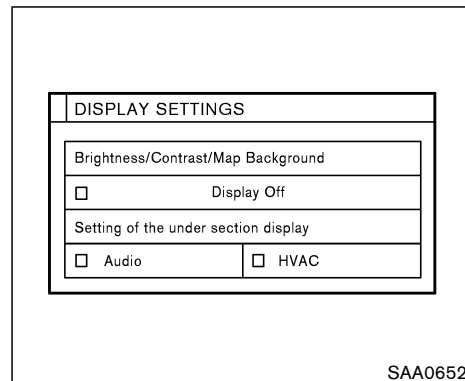 DISPLAY SETTINGS
Brightness/Contrast/Map Background
Display Off
Setting of the under section display
Audio HVAC
SAA0652